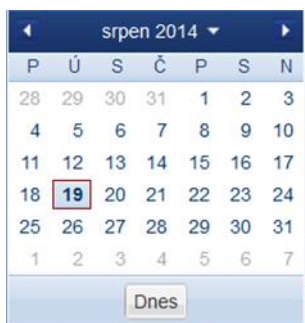 srpen 2014
P Ú S Č P S N
28 29 30 31 1 2 3
4 5 6 7 8 9 10
11 12 13 14 15 16 17
18 19 20 21 22 23 24
25 26 27 28 29 30 31
1 2 3 4 5 6 7
Dnes